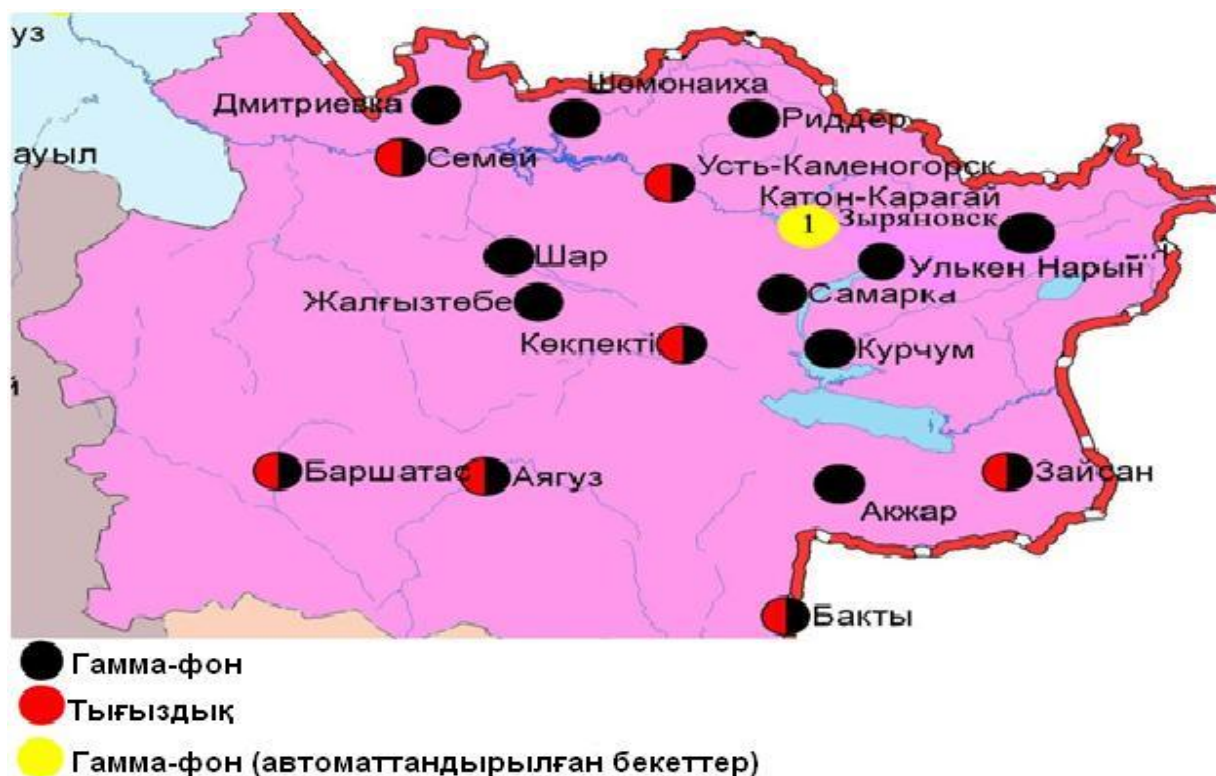 уз
Шемонаиха
Дмитриевка
Риддер
ауыл
Семей
Усть-Каменогорск
Катон-Карагай
1 Зыряновск
Шар
Улькен Нарын
Самарка
Жалғызтөбе
Көкпекті
Курчум
й
Баршатас
Аягуз
Зайсан
Акжар
Бакты
Гамма-фон
Тығыздық
Гамма-фон (автоматтандырылған бекеттер)